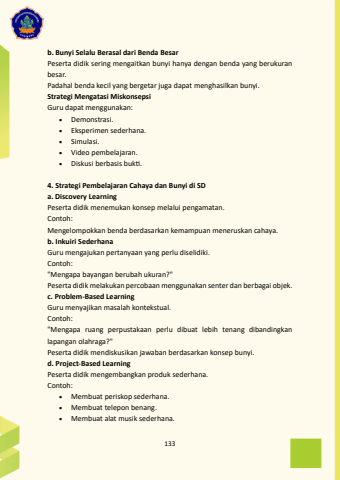 b. Bunyi Selalu Berasal dari Benda Besar
Peserta didik sering mengaitkan bunyi hanya dengan benda yang berukuran
besar.
Padahal benda kecil yang bergetar juga dapat menghasilkan bunyi.
Strategi Mengatasi Miskonsepsi
Guru dapat menggunakan:
• Demonstrasi.
• Eksperimen sederhana.
• Simulasi.
• Video pembelajaran.
• Diskusi berbasis bukti.
4. Strategi Pembelajaran Cahaya dan Bunyi di SD
a. Discovery Learning
Peserta didik menemukan konsep melalui pengamatan.
Contoh:
Mengelompokkan benda berdasarkan kemampuan meneruskan cahaya.
b. Inkuiri Sederhana
Guru mengajukan pertanyaan yang perlu diselidiki.
Contoh:
"Mengapa bayangan berubah ukuran?"
Peserta didik melakukan percobaan menggunakan senter dan berbagai objek.
c. Problem-Based Learning
Guru menyajikan masalah kontekstual.
Contoh:
"Mengapa ruang perpustakaan perlu dibuat lebih tenang dibandingkan
lapangan olahraga?"
Peserta didik mendiskusikan jawaban berdasarkan konsep bunyi.
d. Project-Based Learning
Peserta didik mengembangkan produk sederhana.
Contoh:
• Membuat periskop sederhana.
• Membuat telepon benang.
• Membuat alat musik sederhana.
133